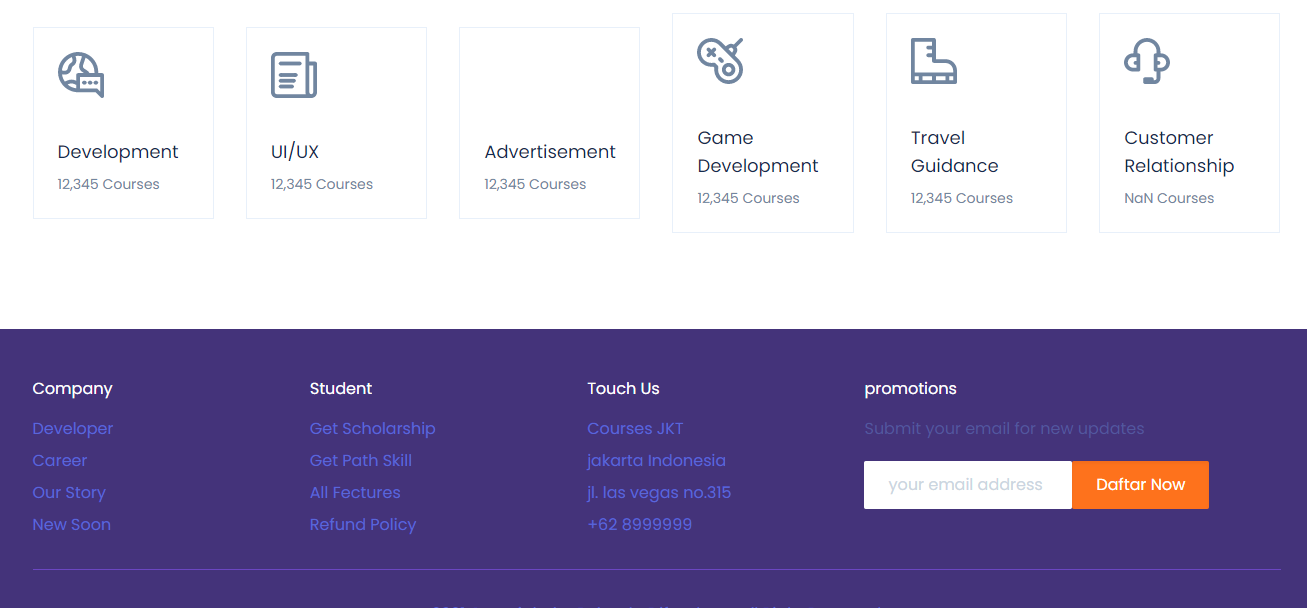 Development
12,345 Courses
UI/UX
12,345 Courses
Advertisement
12,345 Courses
Game
Development
12,345 Courses
Travel
Guidance
12,345 Courses
Customer
Relationship
NaN Courses
Company
Developer
Career
Our Story
New Soon
Student
Get Scholarship
Get Path Skill
All Fectures
Refund Policy
Touch Us
Courses JKT
jakarta Indonesia
jl. las vegas no.315
+62 8999999
promotions
Submit your email for new updates
your email address
Daftar Now